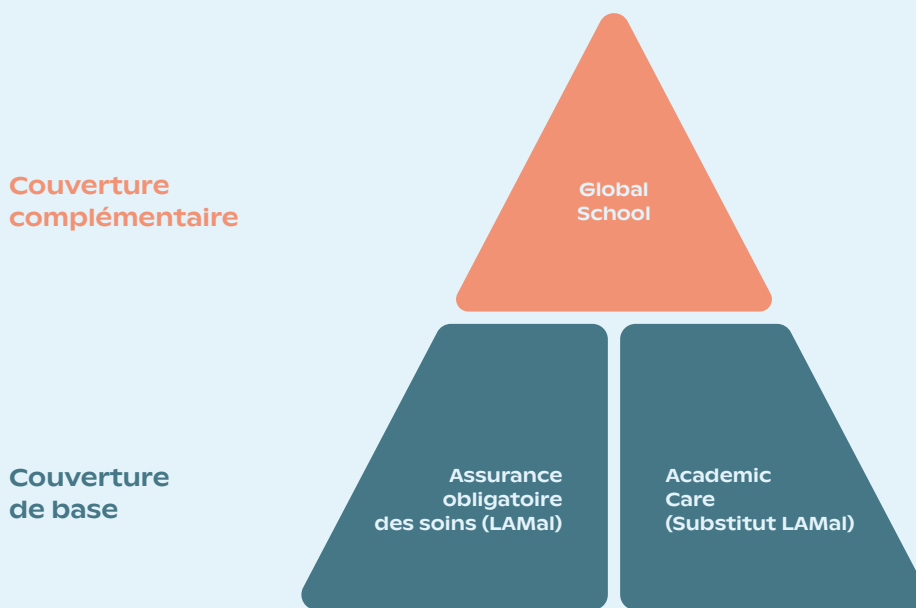 Couverture
complémentaire
Global
School
Couverture
de base
Assurance
obligatoire
des soins (LAMal)
Academic
Care
(Substitut LAMal)